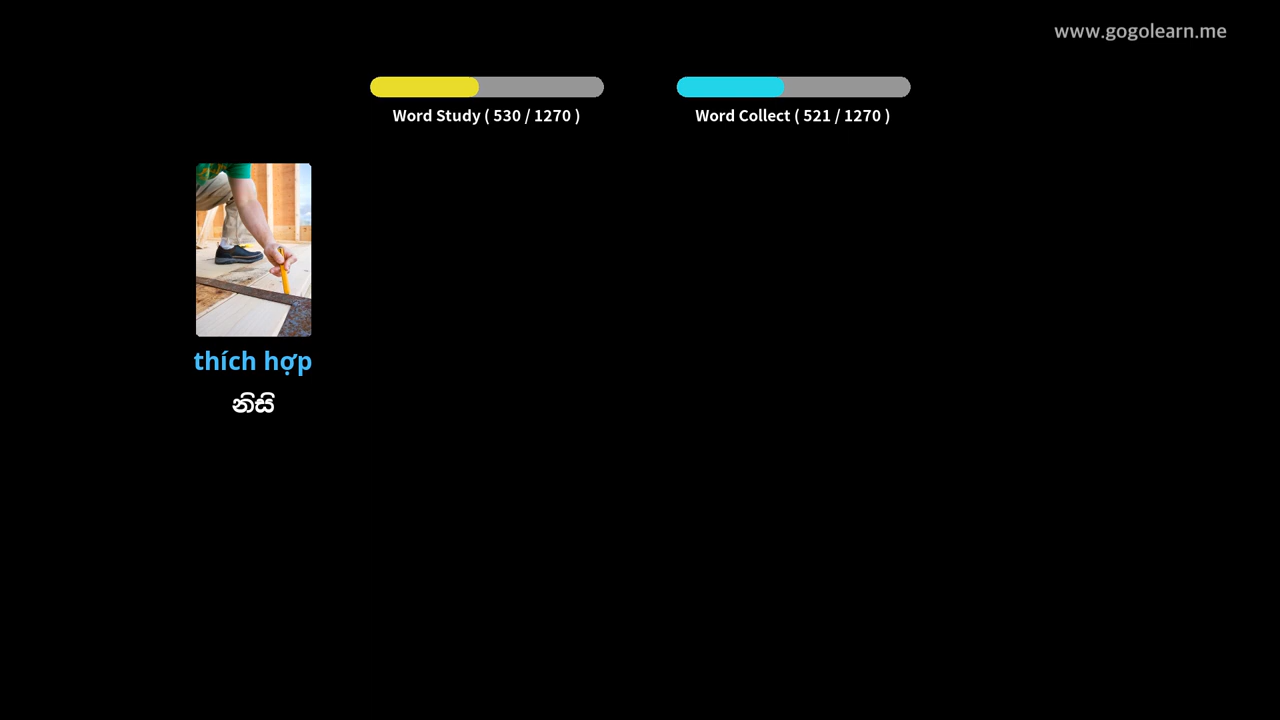 www.gogolearn.me
Word Study ( 530 / 1270 )
Word Collect ( 521 / 1270 )
thích hợp
නිසි